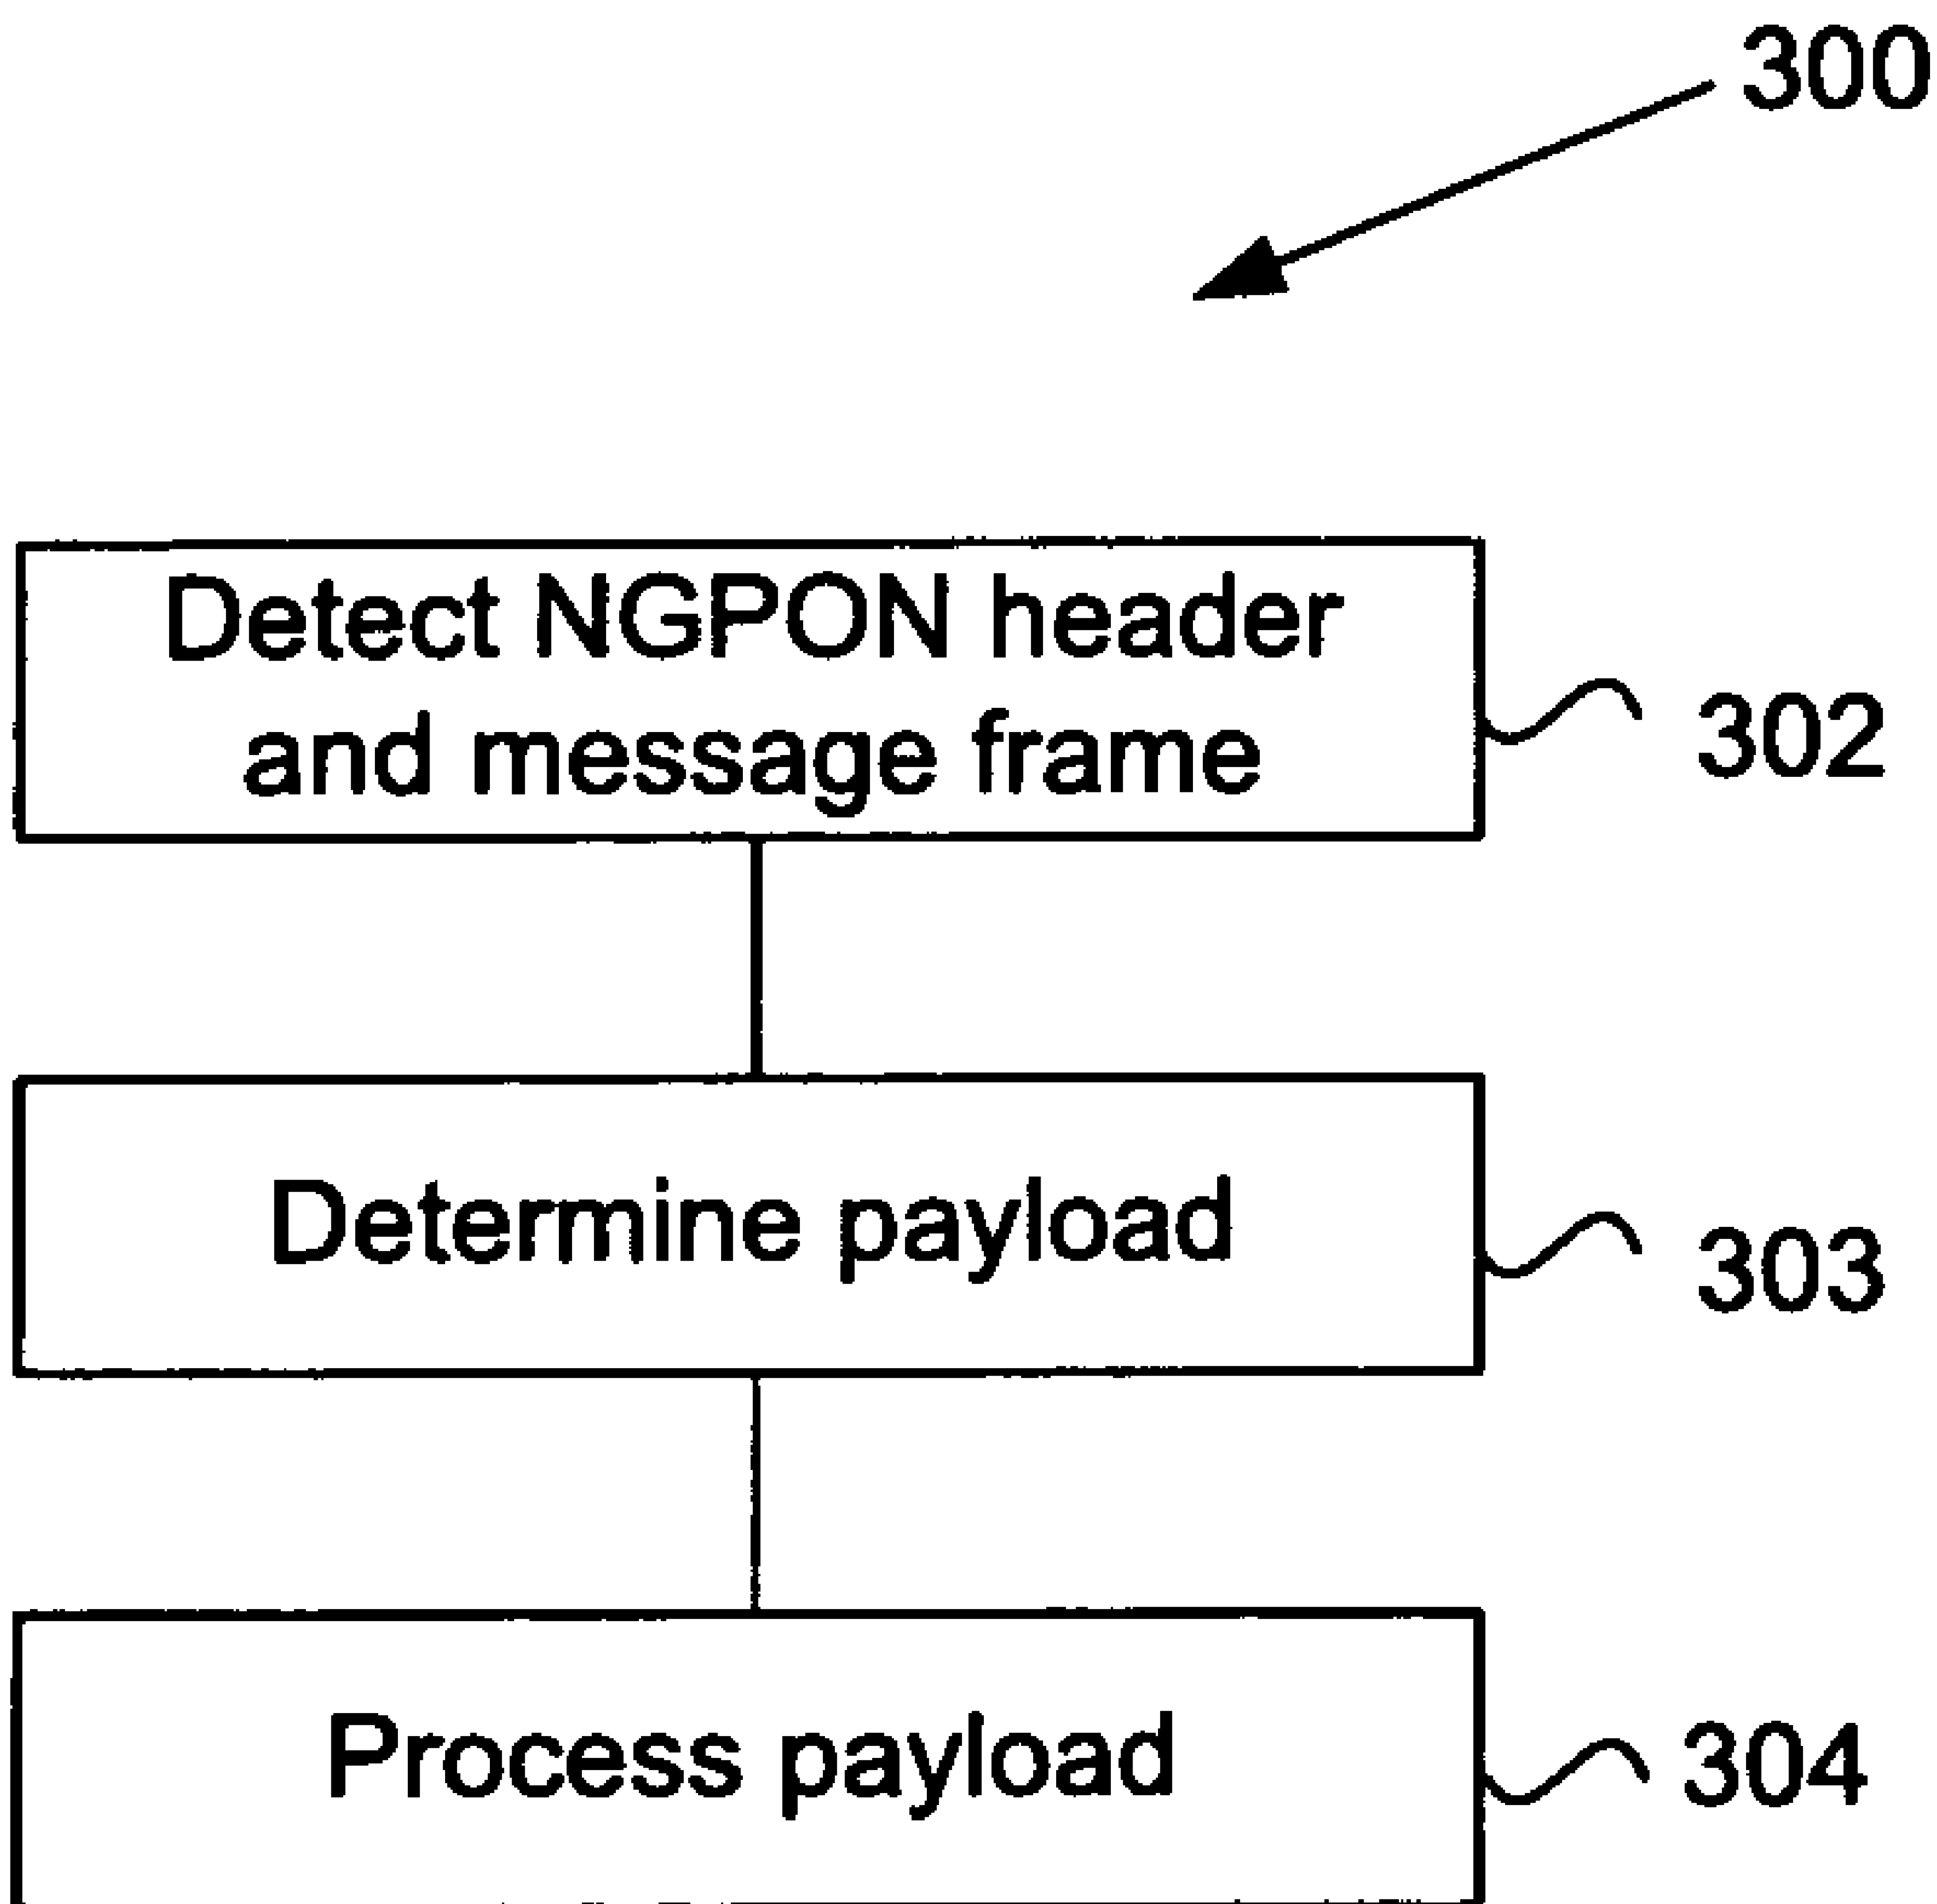 300
Detect NGPON header
and message frame
302
Determine payload
303
Process payload
304